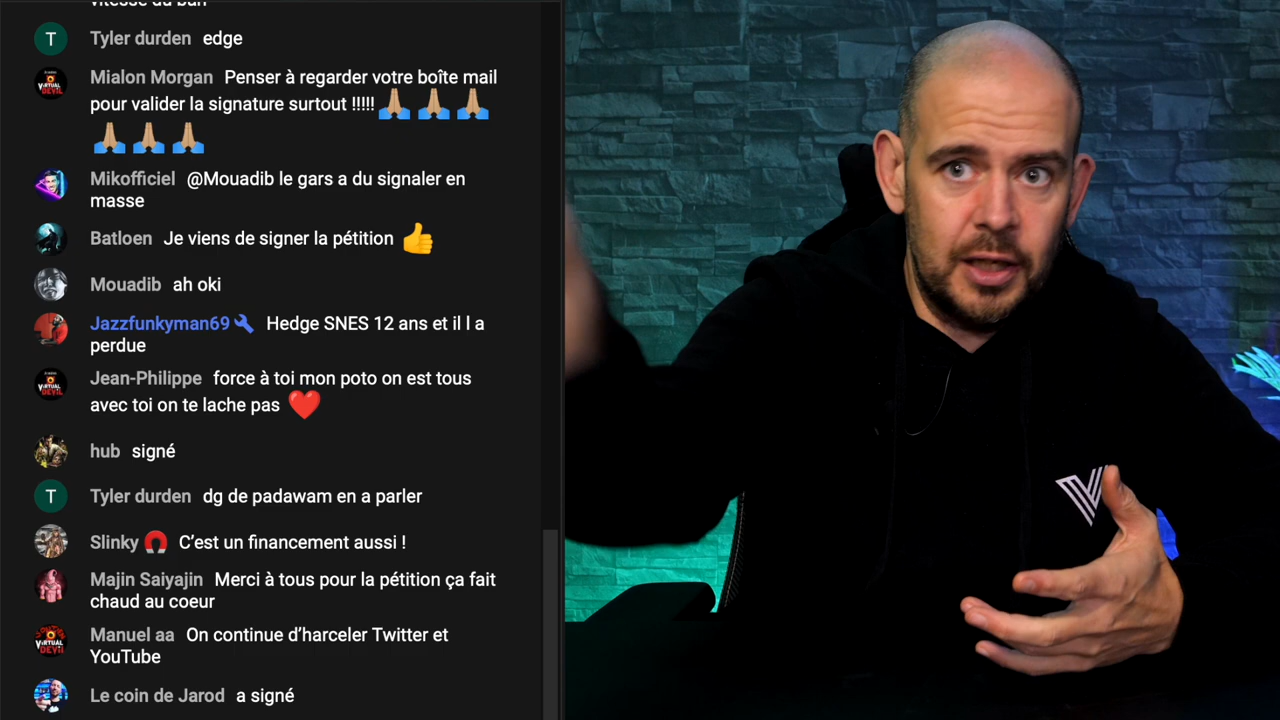 vitesse du ban
T
Tyler durden edge
Mialon Morgan Penser à regarder votre boîte mail
pour valider la signature surtout !!!!! 🙏🏽 🙏🏽 🙏🏽
🙏🏽 🙏🏽 🙏🏽
Mikofficiel @Mouadib le gars a du signaler en
masse
Batloen Je viens de signer la pétition 👍
Mouadib ah oki
Jazzfunkyman69 Hedge SNES 12 ans et il l a
perdue
VIRTUAL
DEVIL
Jean-Philippe force à toi mon poto on est tous
avec toi on te lache pas ❤️
hub signé
T
Tyler durden dg de padawam en a parler
Slinky C'est un financement aussi !
Majin Saiyajin Merci à tous pour la pétition ça fait
chaud au coeur
Manuel aa On continue d'harceler Twitter et
YouTube
Le coin de Jarod a signé